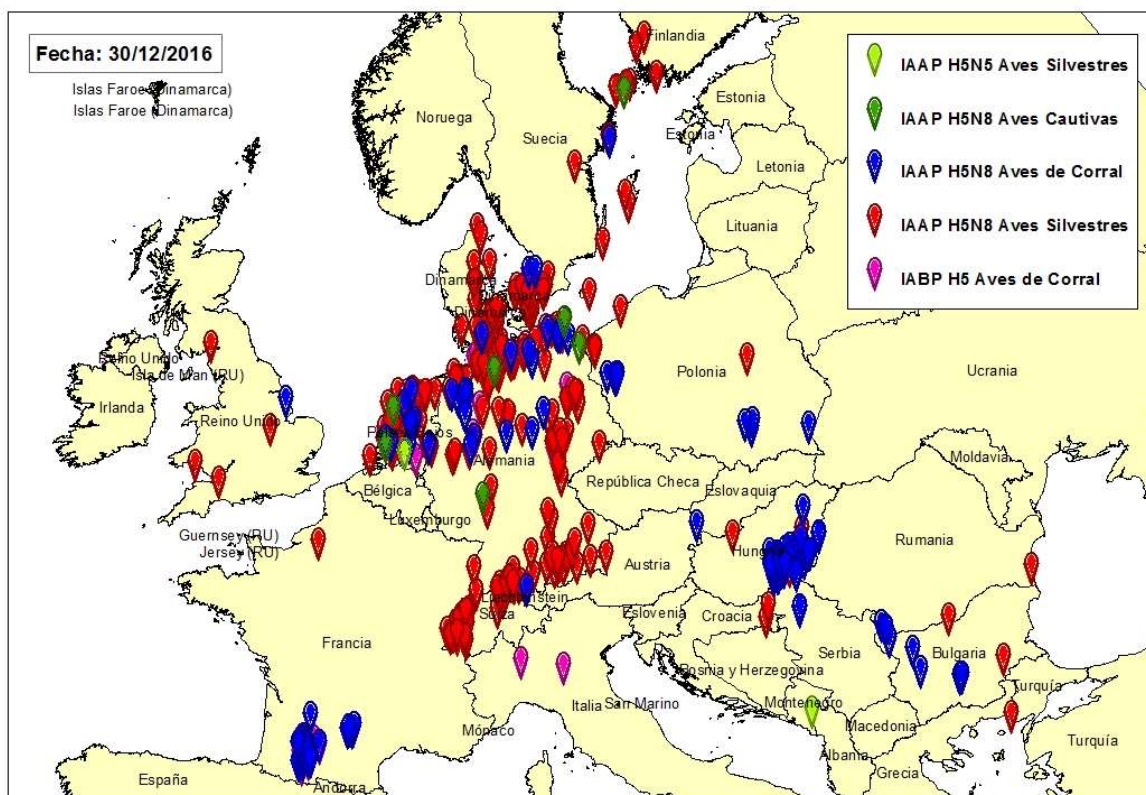 Fecha: 30/12/2016
Islas Faroe (Dinamarca)
Islas Faroe (Dinamarca)
IAAP H5N5 Aves Silvestres
IAAP H5N8 Aves Cautivas
IAAP H5N8 Aves de Corral
IAAP H5N8 Aves Silvestres
IABP H5 Aves de Corral
Finlandia
Noruega
Suecia
Estonia
Estonia
Letonia
Lituania
Dinamarca
Dinamarca
Reino Unido
Isla de Man (RU)
Irlanda
Reino Unido
Polonia
Ucrania
Alemania
Bélgica
Luxemburgo
República Checa
Eslovaquia
Moldavia
Guernsey (RU)
Jersey (RU)
Austria
Hungría
Rumania
Liechtenstein
Suiza
Francia
Eslovenia
Croacia
Serbia
Bosnia y Herzegovina
Bulgaria
Italia
San Marino
Mónaco
Montenegro
Macedonia
Albania
Turquía
Turquía
Grecia
España
Andorra